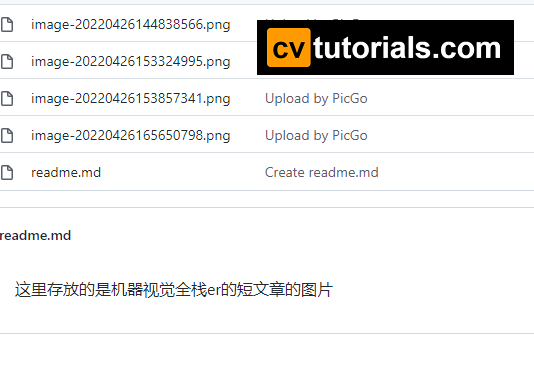 image-20220426144838566.png
cvtutorials.com
image-20220426153324995.png
image-20220426153857341.png Upload by PicGo
image-20220426165650798.png Upload by PicGo
readme.md Create readme.md
readme.md
这里存放的是机器视觉全栈er的短文章的图片